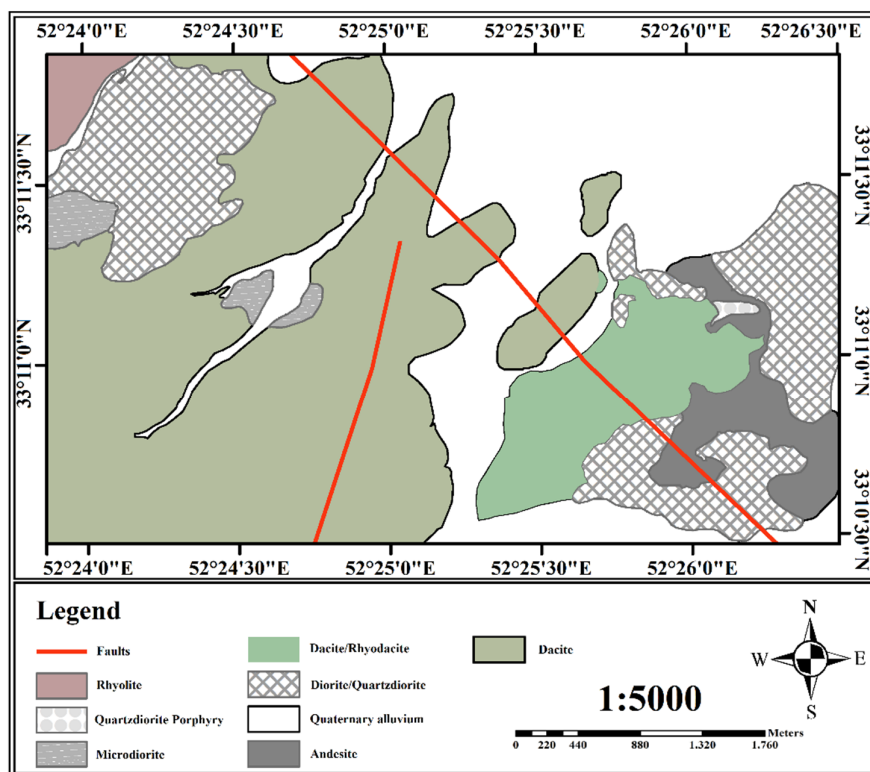 52°24'0"E 52°24'30"E 52°25'0"E 52°25'30"E 52°26'0"E 52°26'30"E
33°11'30"N 33°11'30"N
33°11'0"N 33°11'0"N
33°10'30"N
52°24'0"E 52°24'30"E 52°25'0"E 52°25'30"E 52°26'0"E
Legend
Faults Dacite/Rhyodacite Dacite
Rhyolite Diorite/Quartzdiorite
Quartzdiorite Porphyry Quaternary alluvium
Microdiorite Andesite
N
W E
S
1:5000
Meters
0 220 440 880 1.320 1.760